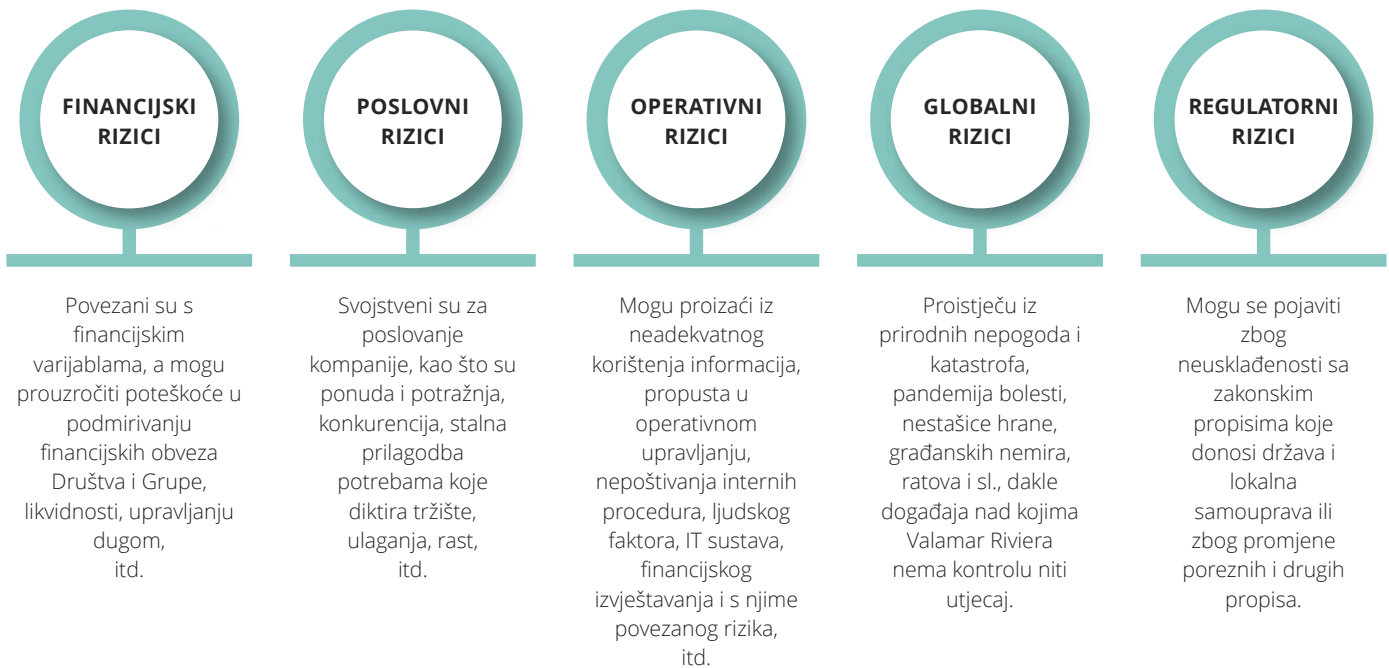 FINANCIJSKI
RIZICI
Povezani su s
financijskim
varijablama, a mogu
prouzročiti poteškoće u
podmirivanju
financijskih obveza
Društva i Grupe,
likvidnosti, upravljanju
dugom,
itd.
POSLOVNI
RIZICI
Svojstveni su za
poslovanje
kompanije, kao što su
ponuda i potražnja,
konkurencija, stalna
prilagodba
potrebama koje
diktira tržište,
ulaganja, rast,
itd.
OPERATIVNI
RIZICI
Mogu proizaći iz
neadekvatnog
korištenja informacija,
propusta u
operativnom
upravljanju,
nepoštivanja internih
procedura, ljudskog
faktora, IT sustava,
financijskog
izvještavanja i s njime
povezanog rizika,
itd.
GLOBALNI
RIZICI
Proistječu iz
prirodnih nepogoda i
katastrofa,
pandemija bolesti,
nestašice hrane,
građanskih nemira,
ratova i sl., dakle
događaja nad kojima
Valamar Riviera
nema kontrolu niti
utjecaj.
REGULATORNI
RIZICI
Mogu se pojaviti
zbog
neusklađenosti sa
zakonskim
propisima koje
donosi država i
lokalna
samouprava ili
zbog promjene
poreznih i drugih
propisa.